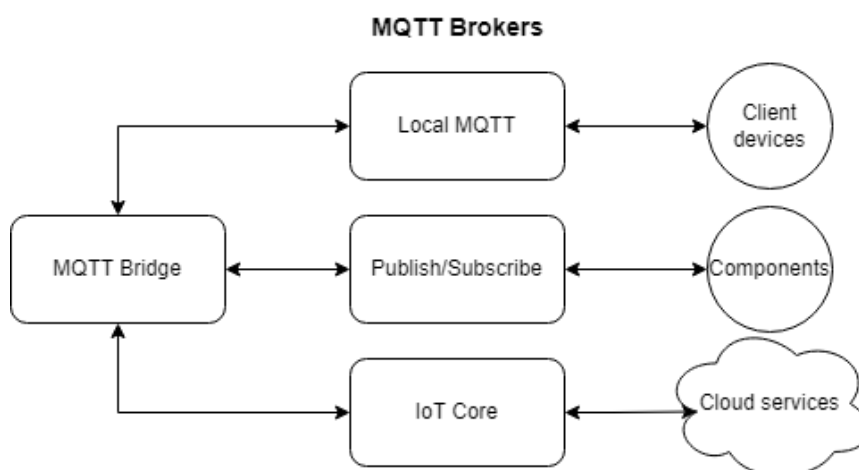 MQTT Brokers
Local MQTT
Client
devices
MQTT Bridge
Publish/Subscribe
Components
IoT Core
Cloud services